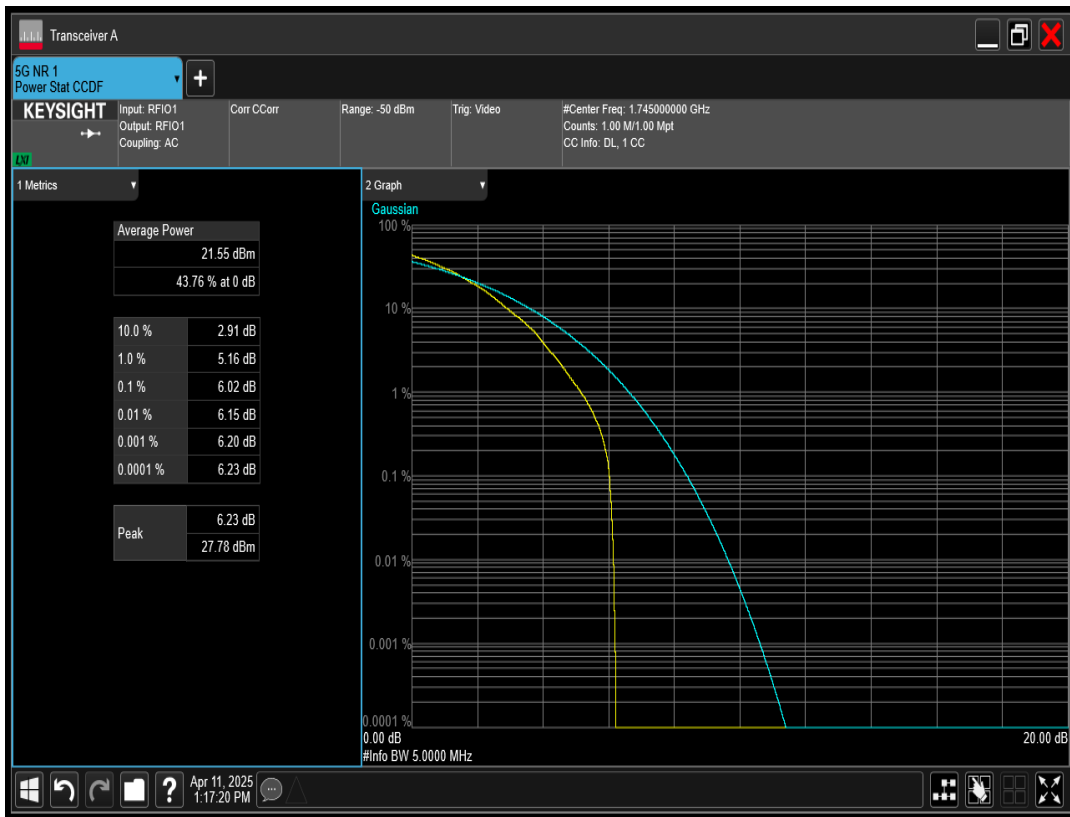 Transceiver A
5G NR 1
Power Stat CCDF
+
KEYSIGHT
LXI
Input: RFIO1
Output: RFIO1
Coupling: AC
Corr CCorr
Range: -50 dBm
Trig: Video
#Center Freq: 1.745000000 GHz
Counts: 1.00 M/1.00 Mpt
CC Info: DL, 1 CC
1 Metrics
Average Power
21.55 dBm
43.76 % at 0 dB
10.0 % 2.91 dB
1.0 % 5.16 dB
0.1 % 6.02 dB
0.01 % 6.15 dB
0.001 % 6.20 dB
0.0001 % 6.23 dB
Peak 6.23 dB
27.78 dBm
2 Graph
Gaussian
100 %
10 %
1 %
0.1 %
0.01 %
0.001 %
0.0001 %
0.00 dB 20.00 dB
#Info BW 5.0000 MHz
?
Apr 11, 2025
1:17:20 PM